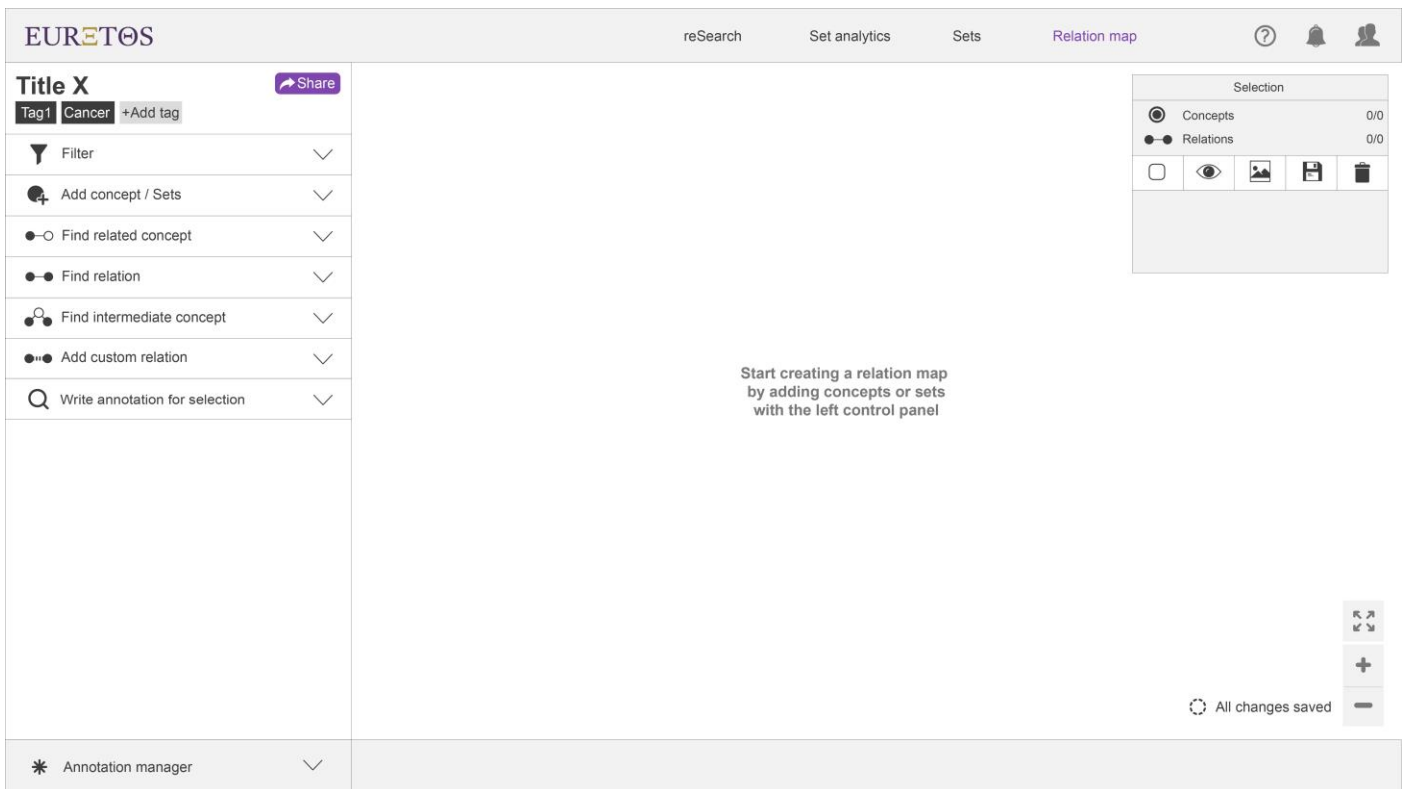 EURΞTΘS
reSearch
Set analytics
Sets
Relation map
?
Title X
Share
Tag1
Cancer
+Add tag
Filter
Add concept / Sets
Find related concept
Find relation
Find intermediate concept
Add custom relation
Write annotation for selection
Selection
Concepts 0/0
Relations 0/0
Start creating a relation map
by adding concepts or sets
with the left control panel
All changes saved
Annotation manager